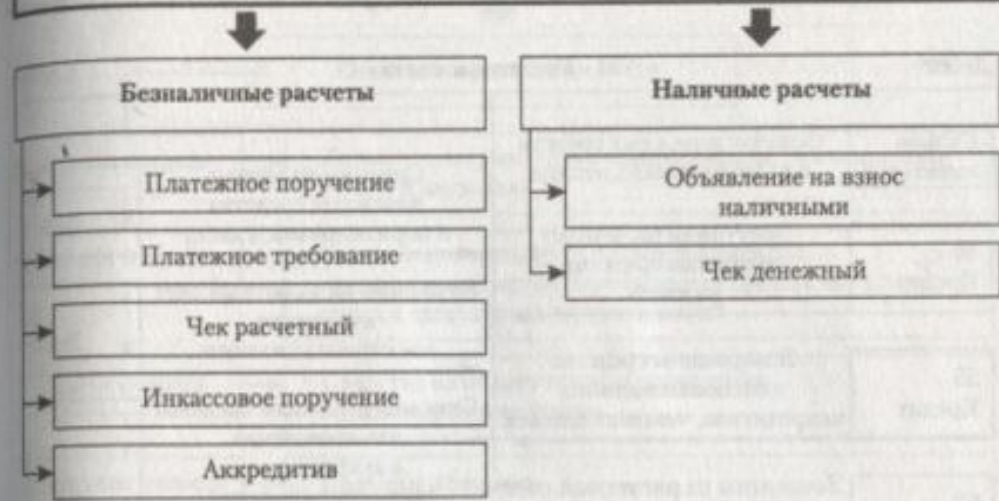 Безналичные расчеты
Платежное поручение
Платежное требование
Чек расчетный
Инкассовое поручение
Аккредитив
Наличные расчеты
Объявление на взнос
наличными
Чек денежный